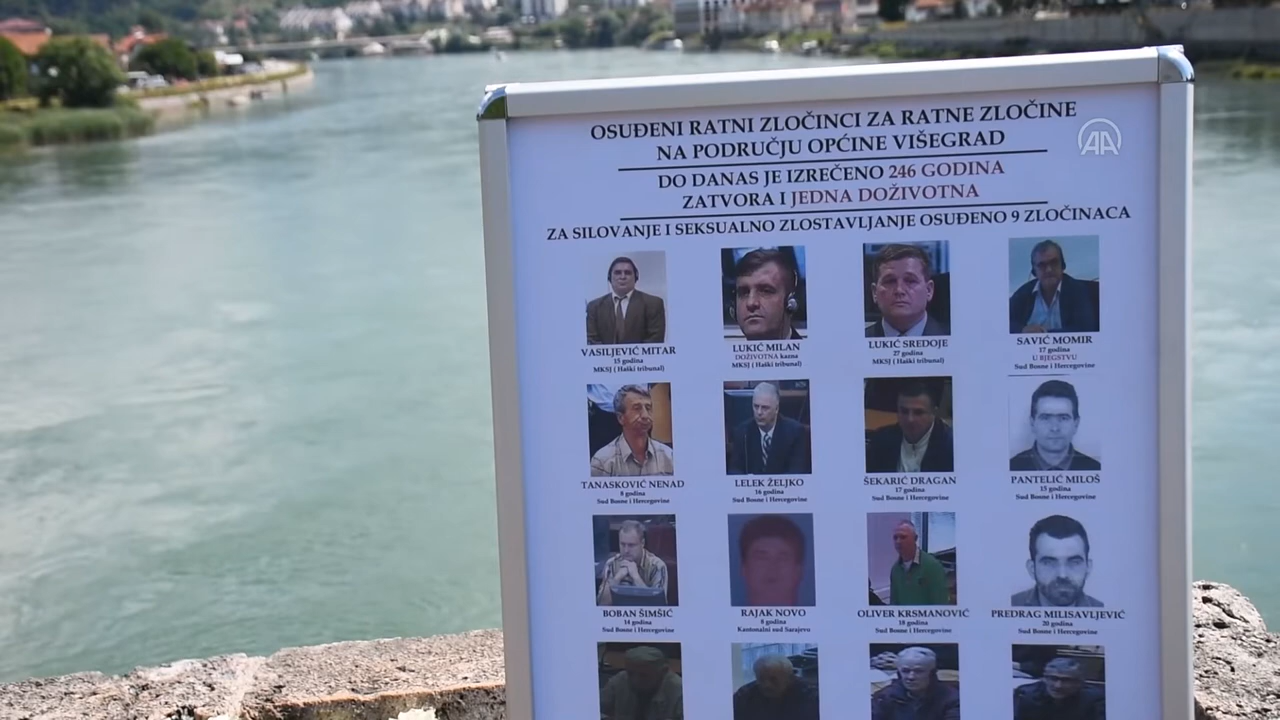 AA
OSUĐENI RATNI ZLOČINCI ZA RATNE ZLOČINE
NA PODRUČJU OPĆINE VIŠEGRAD
DO DANAS JE IZREČENO 246 GODINA
ZATVORA I JEDNA DOŽIVOTNA
ZA SILOVANJE I SEKSUALNO ZLOSTAVLJANJE OSUĐENO 9 ZLOČINACA
VASILJEVIĆ MITAR
15 godina
MKSJ ( Haški tribunal)
LUKIĆ MILAN
DOŽIVOTNA kazna
MKSJ ( Haški tribunal)
LUKIĆ SREDOJE
27 godina
MKSJ ( Haški tribunal)
SAVIĆ MOMIR
17 godina
U BJEGSTVU
Sud Bosne i Hercegovine
TANASKOVIĆ NENAD
8 godina
Sud Bosne i Hercegovine
LELEK ŽELJKO
16 godina
Sud Bosne i Hercegovine
ŠEKARIĆ DRAGAN
17 godina
Sud Bosne i Hercegovine
PANTELIĆ MILOŠ
15 godina
Sud Bosne i Hercegovine
BOBAN ŠIMŠIĆ
14 godina
Sud Bosne i Hercegovine
RAJAK NOVO
8 godina
Kantonalni sud Sarajevo
OLIVER KRSMANOVIĆ
18 godina
Sud Bosne i Hercegovine
PREDRAG MILISAVLJEVIĆ
20 godina
Sud Bosne i Hercegovine